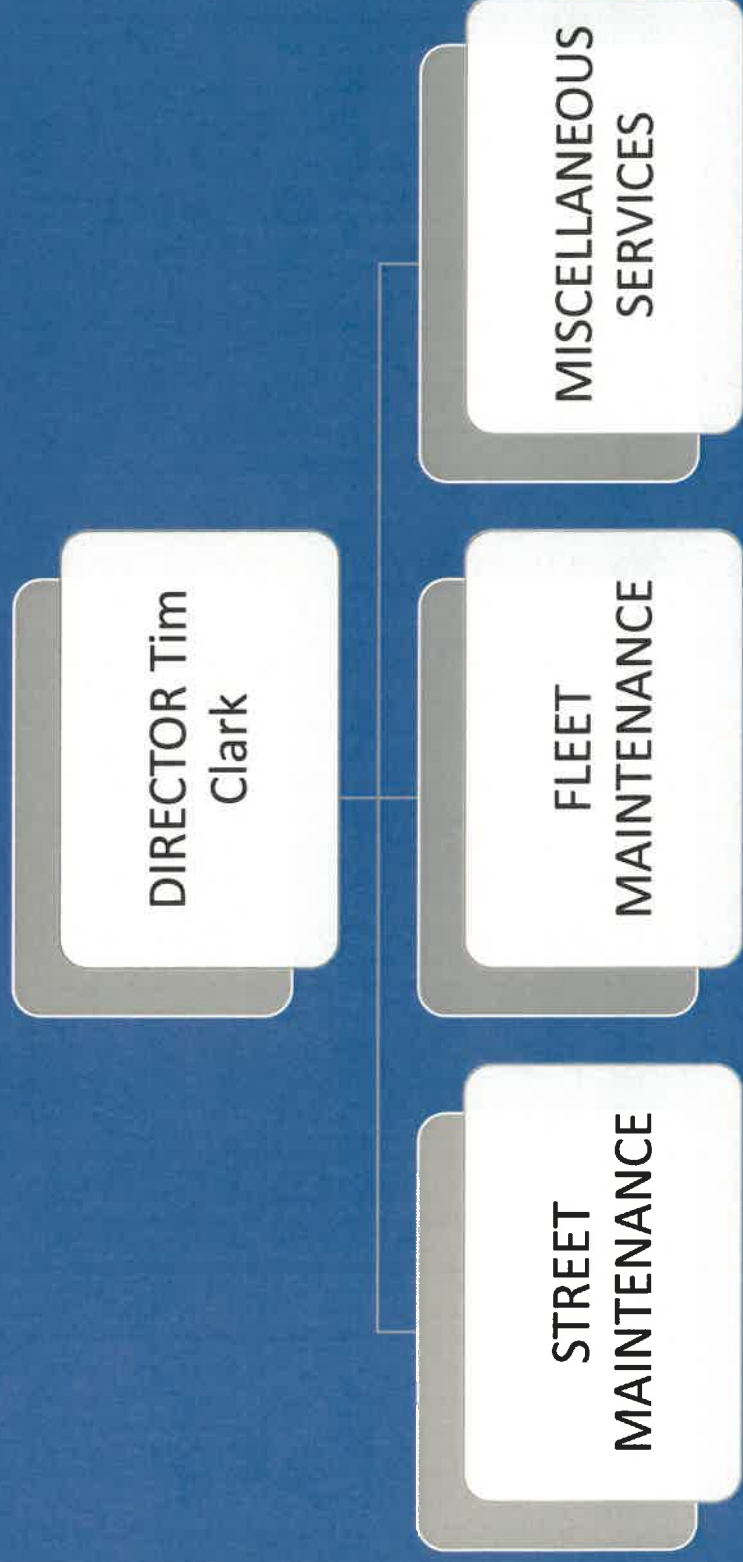 DIRECTOR Tim
Clark
STREET
MAINTENANCE
FLEET
MAINTENANCE
MISCELLANEOUS
SERVICES